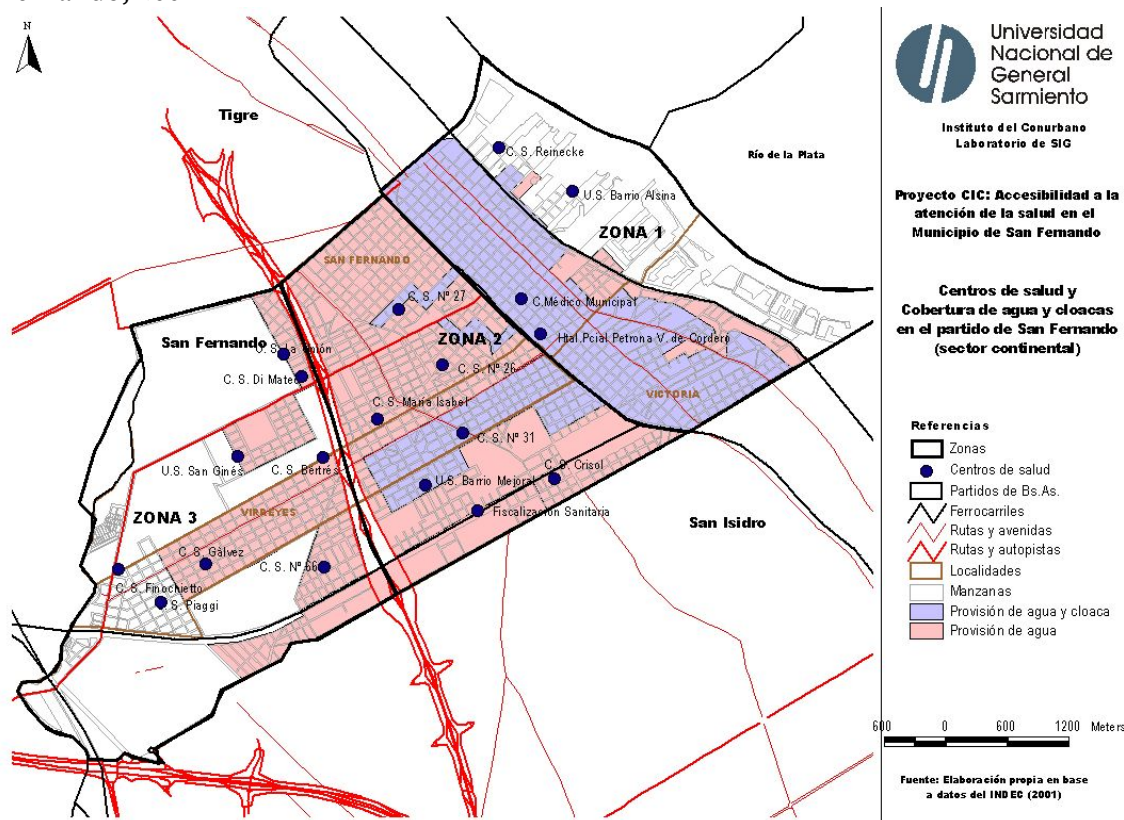 N
Tigre
Río de la Plata
C. S. Reinecke
U.S. Barrio Alsina
ZONA 1
SAN FERNANDO
C. S. Nº 27
C.Médico Municipal
San Fernando
ZONA 2
Htal.Pcial Petrona V. de Cordero
C. S. Di Mateo
C. S. Nº 26
VICTORIA
C. S. María Isabel
C. S. Nº 31
U.S. San Ginés
C. S. Bertrés
C. S. Crisol
U.S. Barrio Mejoral
ZONA 3
VIRREYES
Fiscalización Sanitaria
San Isidro
C. S. Gálvez
C. S. Nº 66
C. S. Finochietto
S. Piaggi
Universidad
Nacional de
General
Sarmiento
Instituto del Conurbano
Laboratorio de SIG
Proyecto CIC: Accesibilidad a la
atención de la salud en el
Municipio de San Fernando
Centros de salud y
Cobertura de agua y cloacas
en el partido de San Fernando
(sector continental)
Referencias
Zonas
Centros de salud
Partidos de Bs.As.
Ferrocarriles
Rutas y avenidas
Rutas y autopistas
Localidades
Manzanas
Provisión de agua y cloaca
Provisión de agua
600 0 600 1200 Meters
Fuente: Elaboración propia en base
a datos del INDEC (2001)